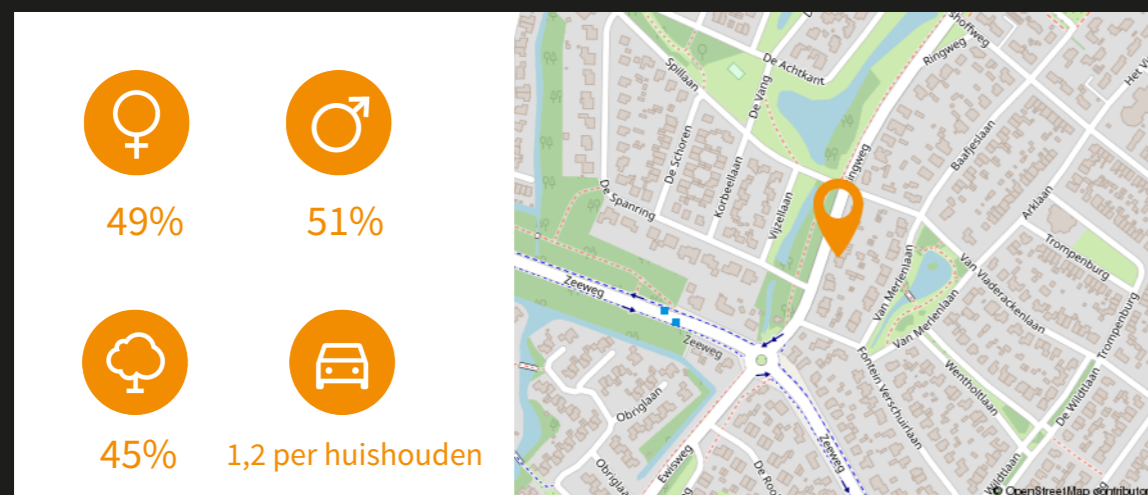 49%
51%
45%
1,2 per huishouden
De Achtkant
Ringweg
Spillaan
De Vang
De Schoren
Korbeellaan
Baafjeslaan
De Spanring
Vijzellaan
Arklaan
Trompenburg
Van Merlenlaan
Van Vladerackenlaan
Zeeweg
Zeeweg
Van Merlenlaan
Trompenburg
Fontein Verschuirlaan
Wentholtlaan
De Wildtlaan
Obriglaan
Zeeweg
Ewisweg
© OpenStreetMap contributor